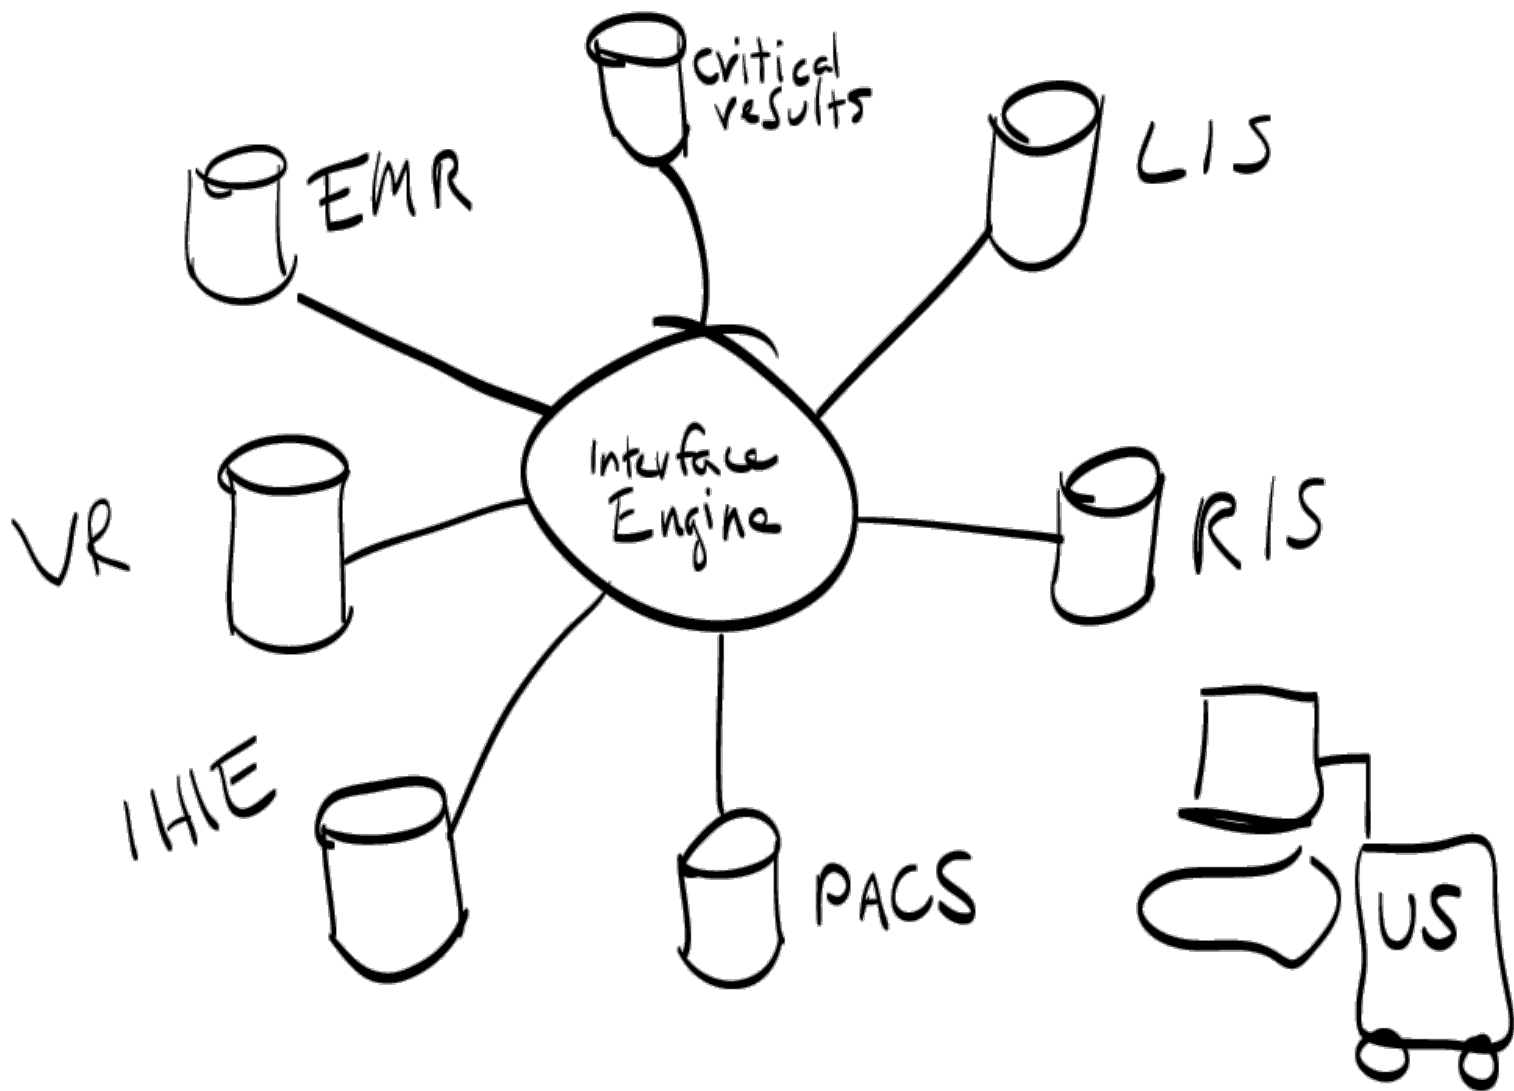 critical
results
LIS
EMR
Interface
Engine
RIS
VR
IHIE
PACS
US